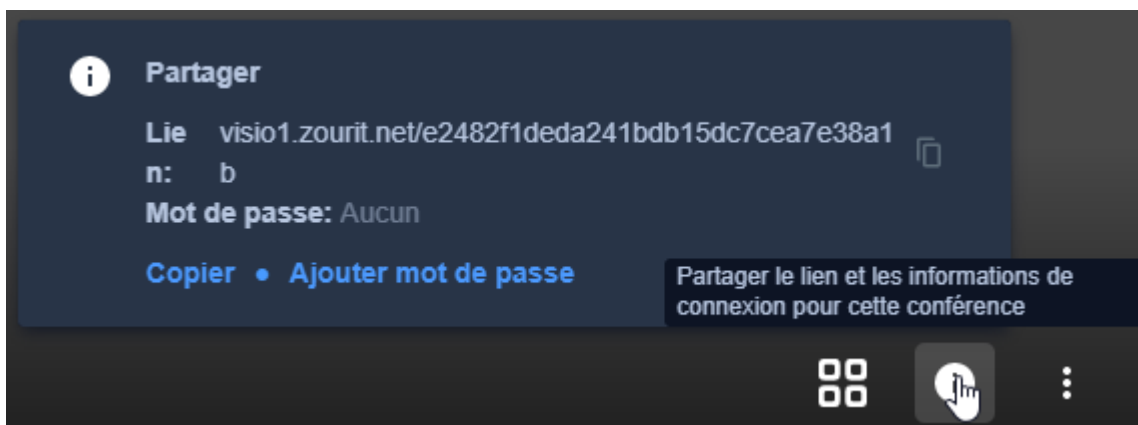 Partager
Lie visio1.zourit.net/e2482f1deda241bdb15dc7cea7e38a1
n: b
Mot de passe: Aucun
Copier • Ajouter mot de passe
Partager le lien et les informations de
connexion pour cette conférence